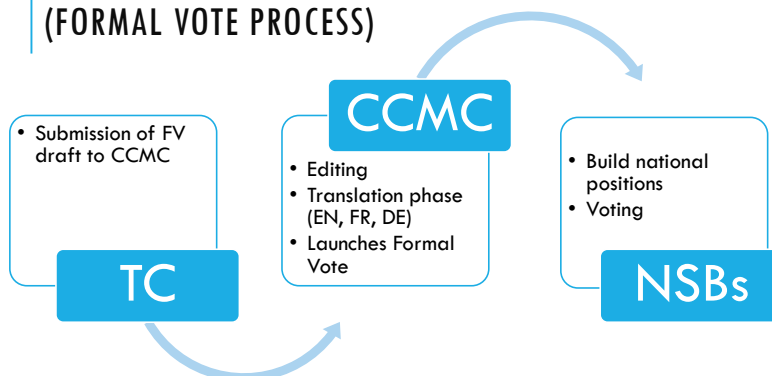 (FORMAL VOTE PROCESS)
• Submission of FV
draft to CCMC
TC
CCMC
• Editing
• Translation phase
(EN, FR, DE)
• Launches Formal
Vote
• Build national
positions
• Voting
NSBs